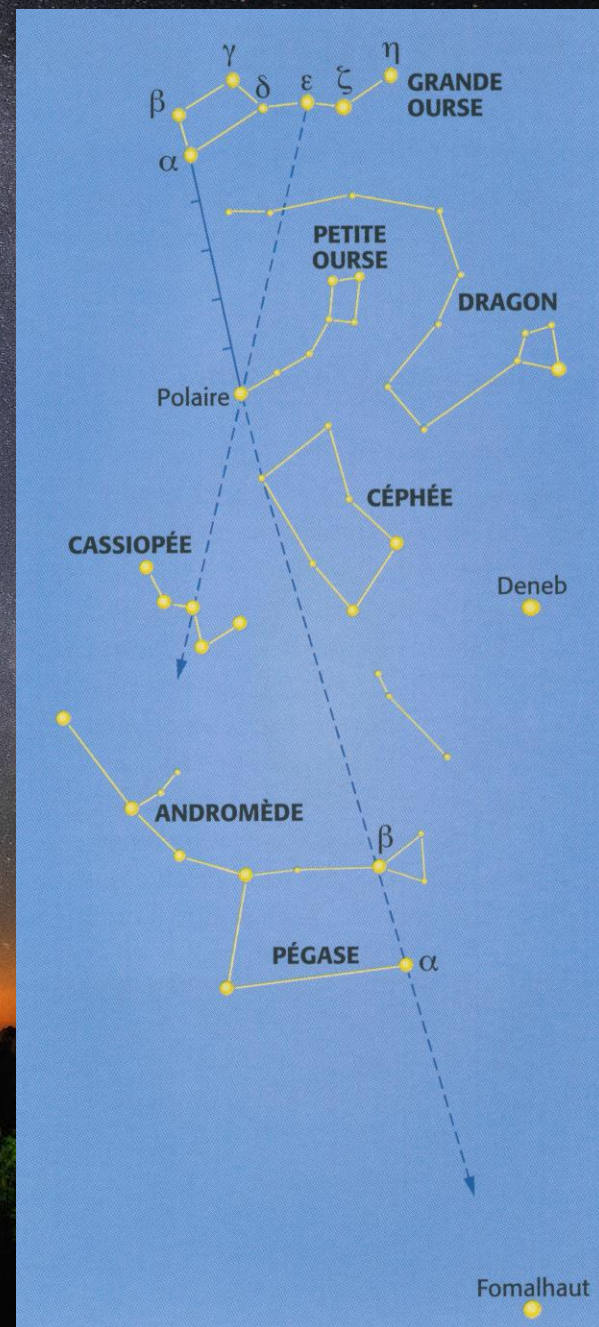 η
γ
GRANDE
OURSE
δ
ε
ζ
β
α
PETITE
OURSE
DRAGON
Polaire
CÉPHÉE
CASSIOPÉE
Deneb
ANDROMÈDE
β
PÉGASE
α
Fomalhaut